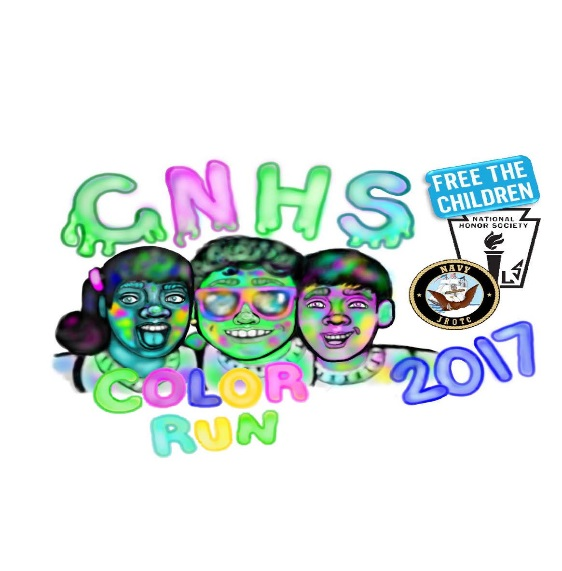 CNHS
FREE THE
CHILDREN
NATIONAL
HONOR SOCIETY
NAVY
JROTC
COLOR
RUN
2017